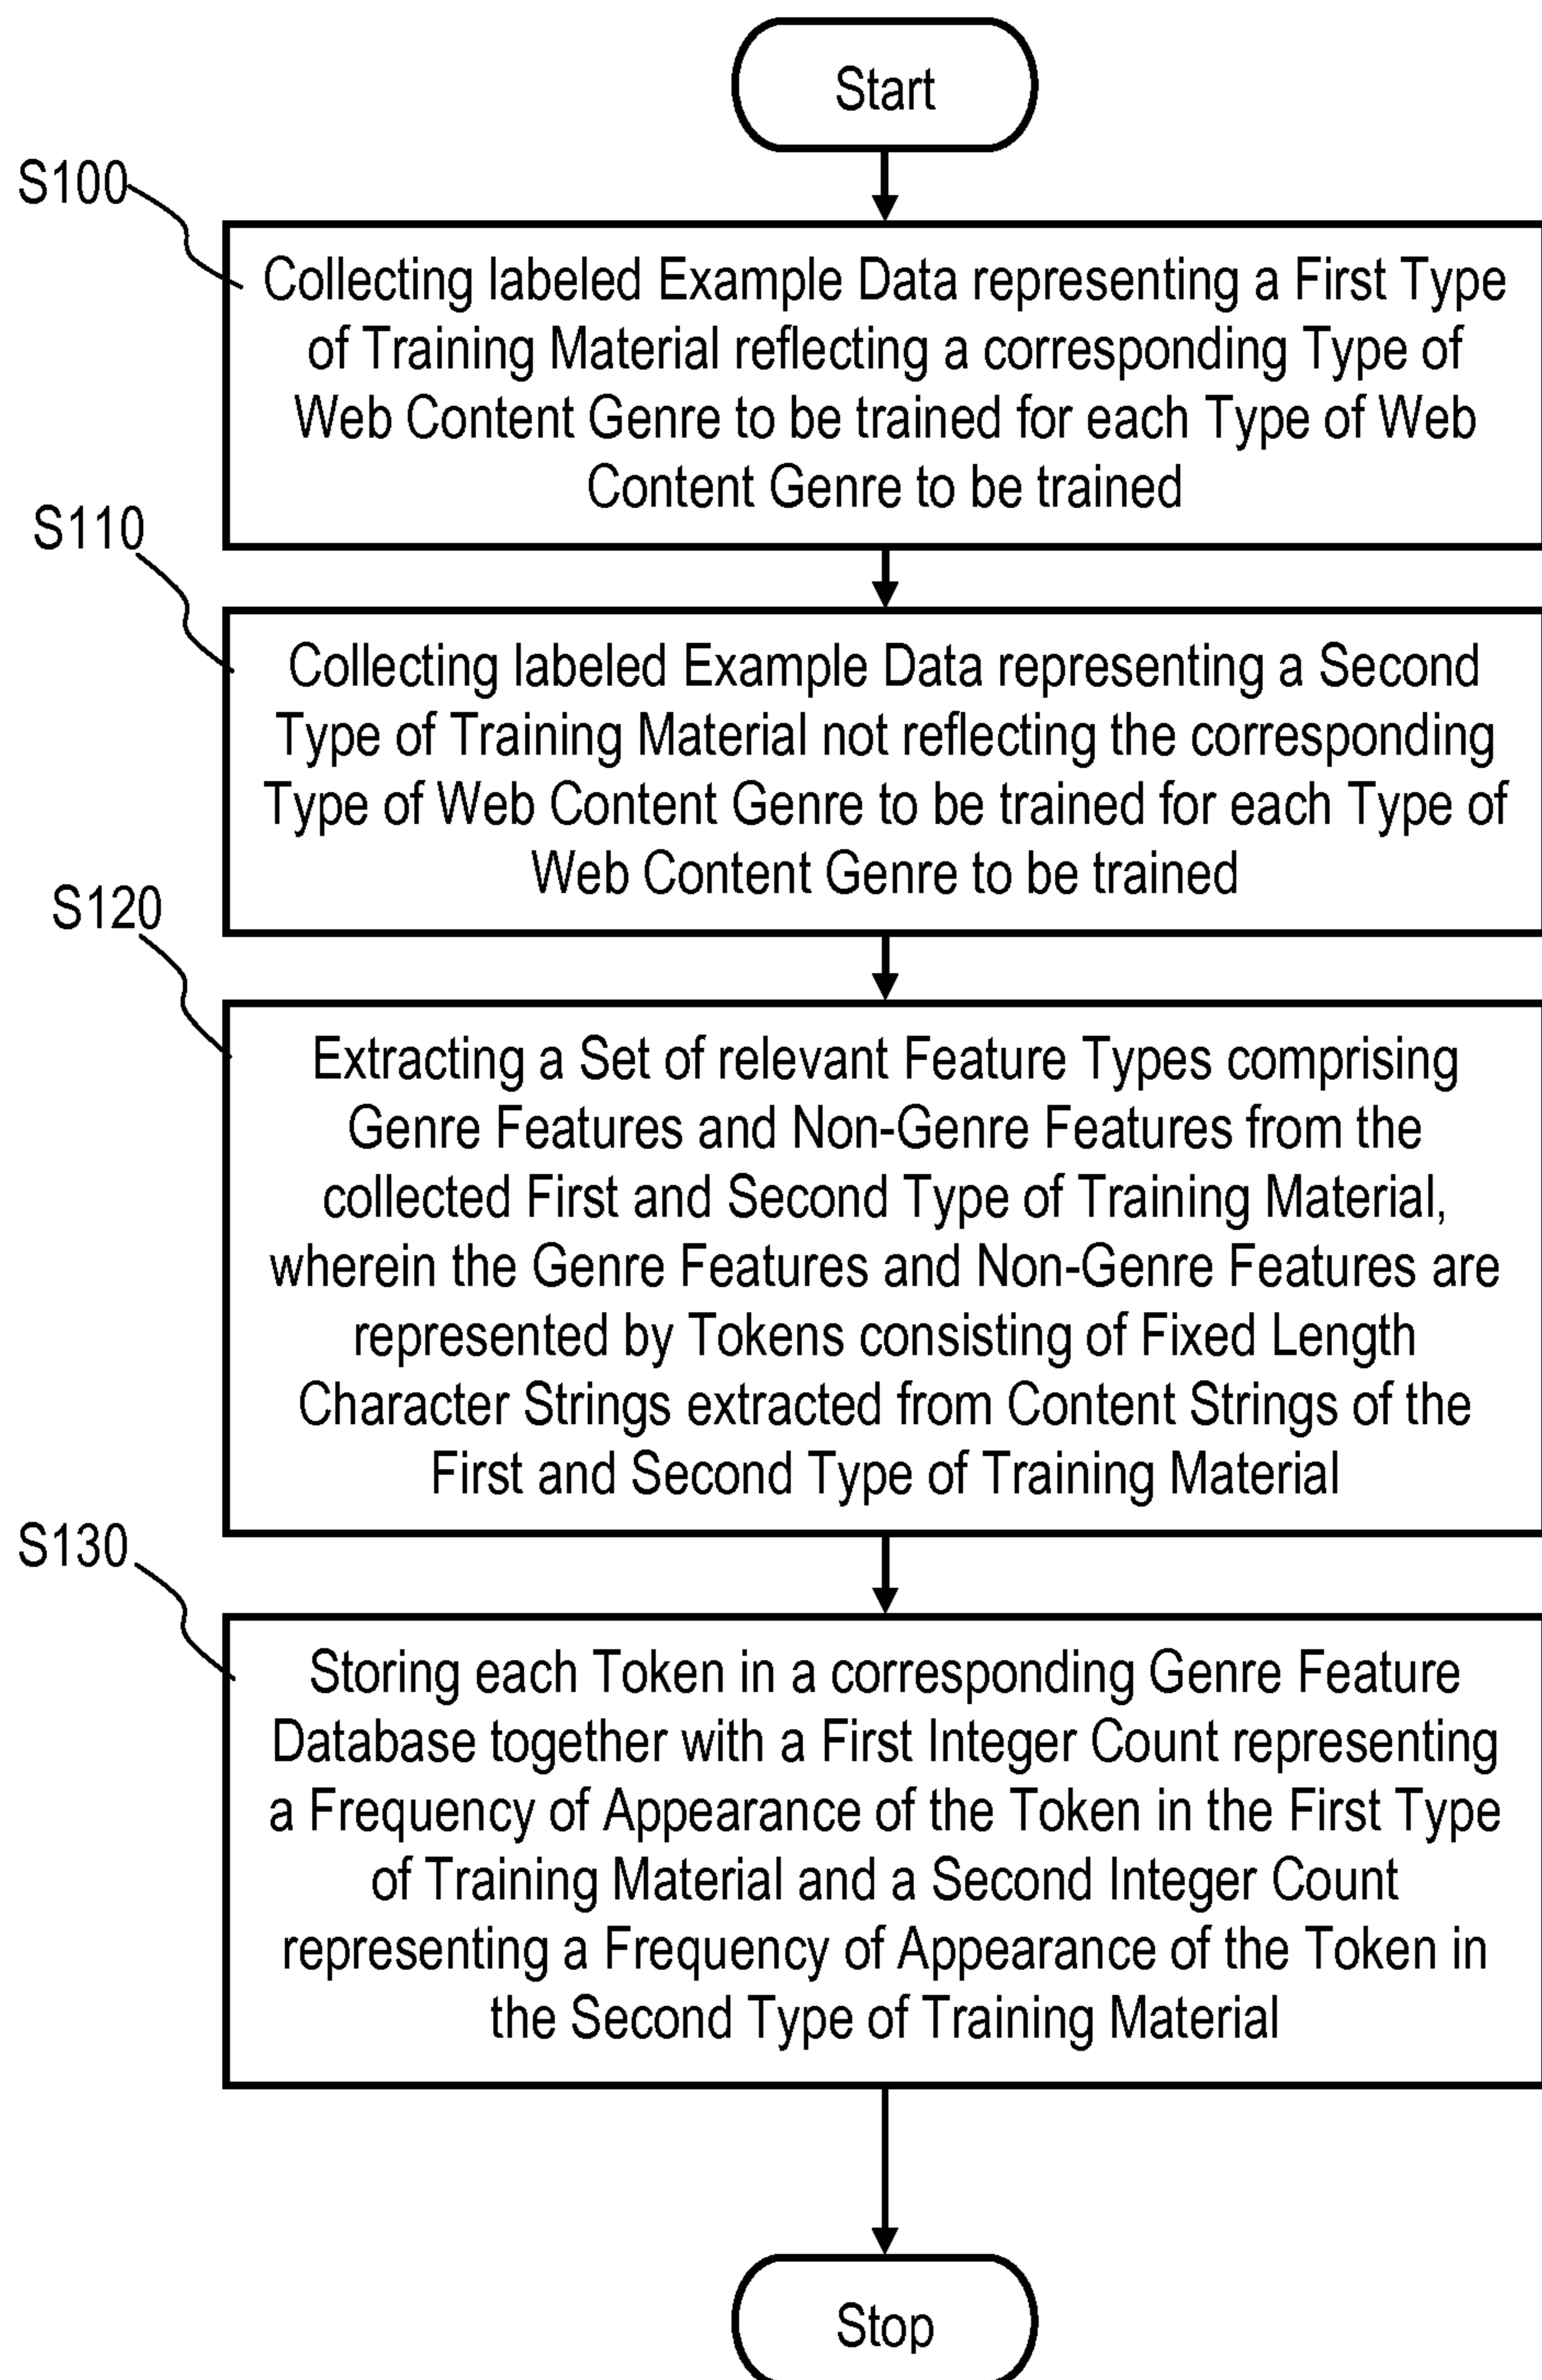 Start
S100
Collecting labeled Example Data representing a First Type
of Training Material reflecting a corresponding Type of
Web Content Genre to be trained for each Type of Web
Content Genre to be trained
S110
Collecting labeled Example Data representing a Second
Type of Training Material not reflecting the corresponding
Type of Web Content Genre to be trained for each Type of
Web Content Genre to be trained
S120
Extracting a Set of relevant Feature Types comprising
Genre Features and Non-Genre Features from the
collected First and Second Type of Training Material,
wherein the Genre Features and Non-Genre Features are
represented by Tokens consisting of Fixed Length
Character Strings extracted from Content Strings of the
First and Second Type of Training Material
S130
Storing each Token in a corresponding Genre Feature
Database together with a First Integer Count representing
a Frequency of Appearance of the Token in the First Type
of Training Material and a Second Integer Count
representing a Frequency of Appearance of the Token in
the Second Type of Training Material
Stop